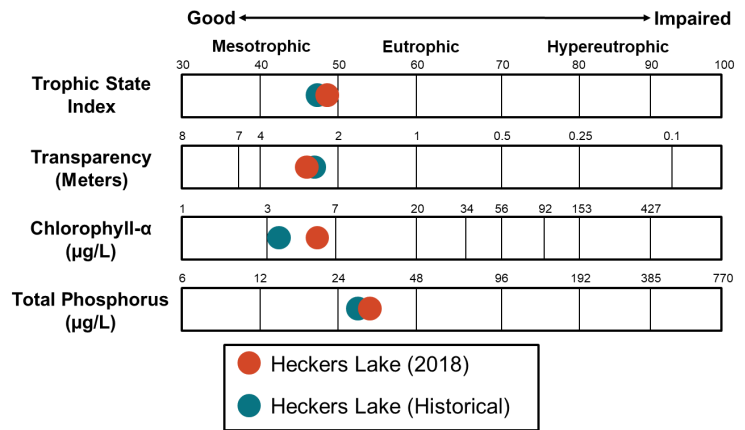 Good Impaired
Mesotrophic Eutrophic Hypereutrophic
30 40 50 60 70 80 90 100
Trophic State
Index
8 7 4 2 1 0.5 0.25 0.1
Transparency
(Meters)
1 3 7 20 34 56 92 153 427
Chlorophyll-α
(µg/L)
6 12 24 48 96 192 385 770
Total Phosphorus
(µg/L)
Heckers Lake (2018)
Heckers Lake (Historical)